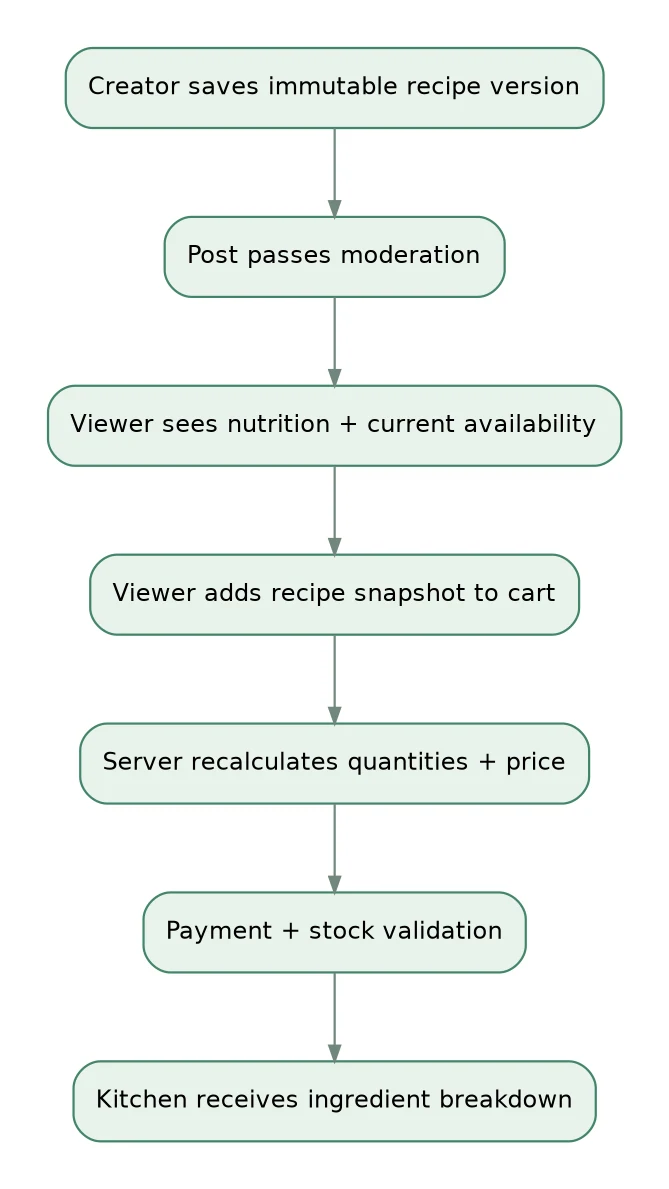 Creator saves immutable recipe version
Post passes moderation
Viewer sees nutrition + current availability
Viewer adds recipe snapshot to cart
Server recalculates quantities + price
Payment + stock validation
Kitchen receives ingredient breakdown